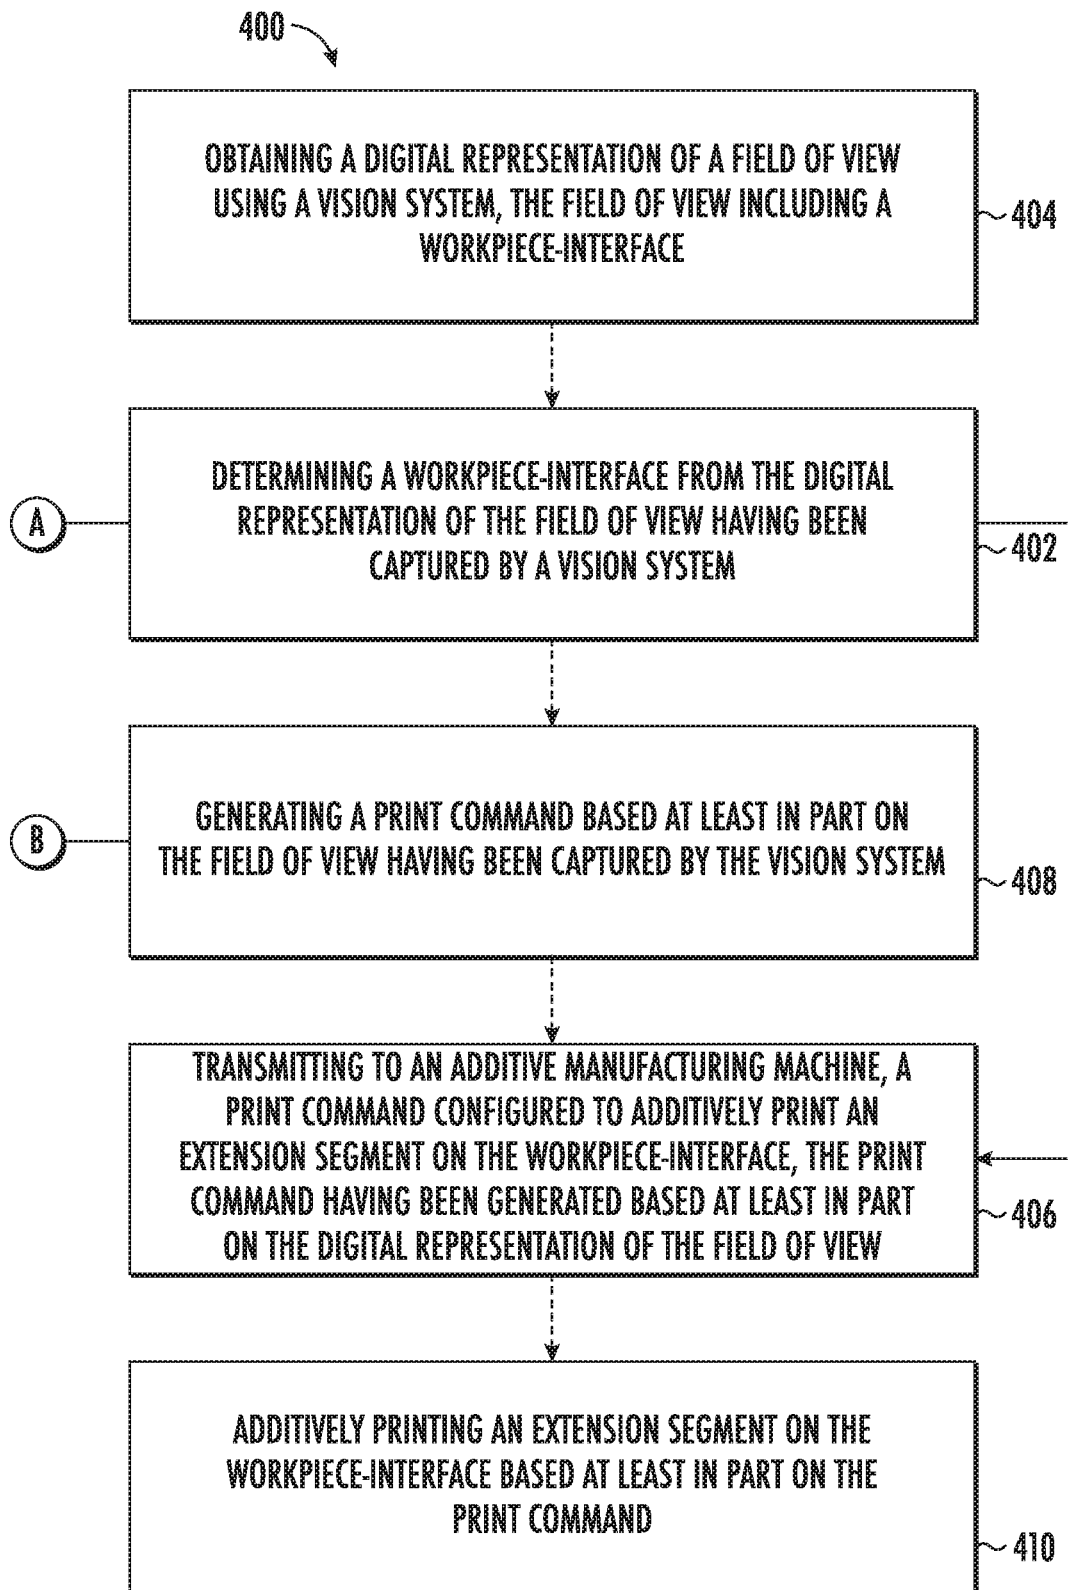 400
OBTAINING A DIGITAL REPRESENTATION OF A FIELD OF VIEW
USING A VISION SYSTEM, THE FIELD OF VIEW INCLUDING A
WORKPIECE-INTERFACE
404
DETERMINING A WORKPIECE-INTERFACE FROM THE DIGITAL
REPRESENTATION OF THE FIELD OF VIEW HAVING BEEN
CAPTURED BY A VISION SYSTEM
A
402
GENERATING A PRINT COMMAND BASED AT LEAST IN PART ON
THE FIELD OF VIEW HAVING BEEN CAPTURED BY THE VISION SYSTEM
B
408
TRANSMITTING TO AN ADDITIVE MANUFACTURING MACHINE, A
PRINT COMMAND CONFIGURED TO ADDITIVELY PRINT AN
EXTENSION SEGMENT ON THE WORKPIECE-INTERFACE, THE PRINT
COMMAND HAVING BEEN GENERATED BASED AT LEAST IN PART
ON THE DIGITAL REPRESENTATION OF THE FIELD OF VIEW
406
ADDITIVELY PRINTING AN EXTENSION SEGMENT ON THE
WORKPIECE-INTERFACE BASED AT LEAST IN PART ON THE
PRINT COMMAND
410